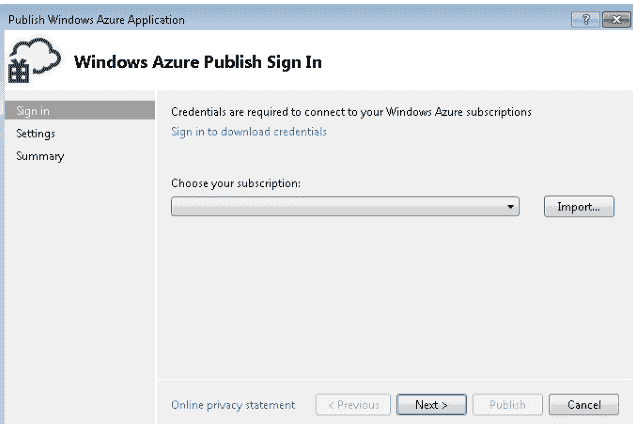 Publish Windows Azure Application
Windows Azure Publish Sign In
Sign in
Settings
Summary
Credentials are required to connect to your Windows Azure subscriptions
Sign in to download credentials
Choose your subscription:
Import...
Online privacy statement
< Previous
Next >
Publish
Cancel